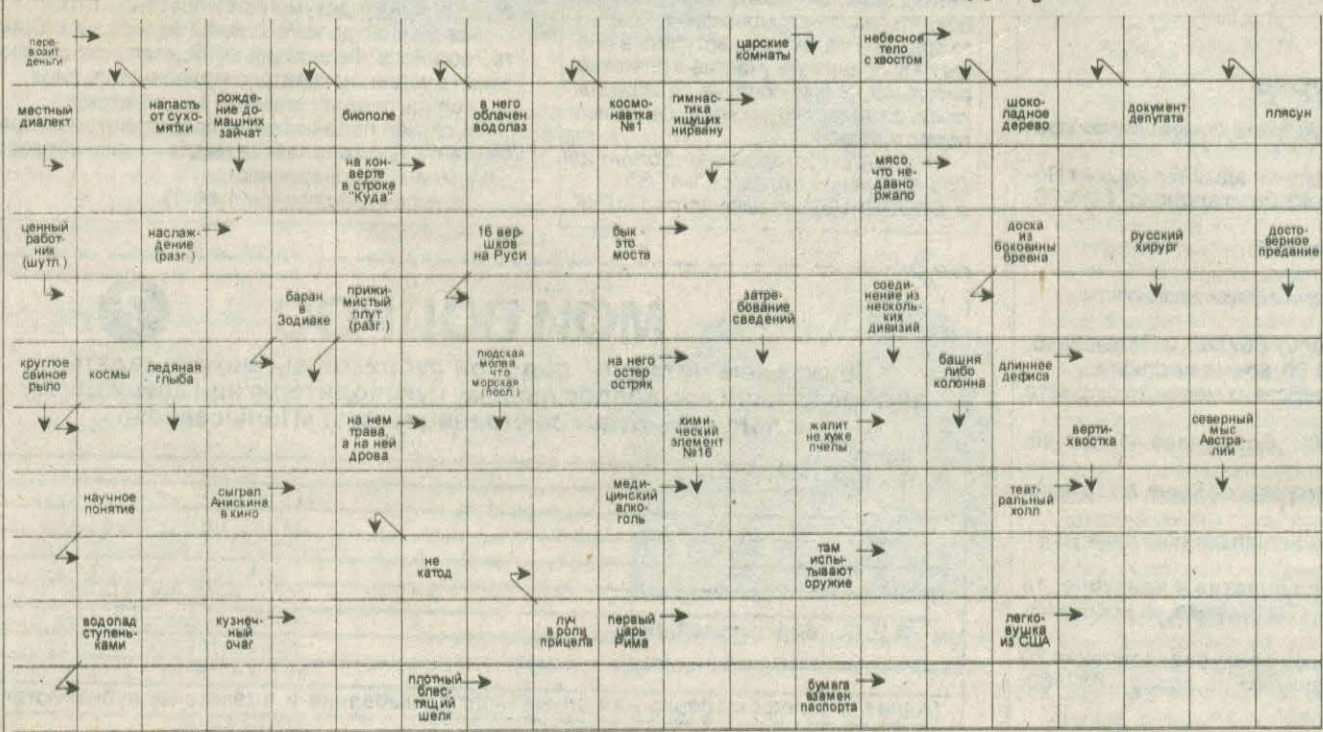 пере-
возит
деньги
царские
комнаты
небесное
тело
с хвостом
местный
диалект
напасть
от сухо-
мятки
рожде-
ние до-
машних
зайчат
биополе
в него
облачен
водолаз
космо-
навтка
№1
гимнас-
тика
ищущих
нирвану
шоко-
ладное
дерево
документ
депутата
плясун
на кон-
верте
в строке
"Куда"
мясо,
что не-
давно
ржало
ценный
работ-
ник
(шутл.)
наслаж-
дение
(разг.)
16 вер-
шков
на Руси
бык -
это
моста
доска
из
боковины
бревна
русский
хирург
досто-
верное
предание
баран
в
Зодиаке
прижи-
мистый
плут
(разг.)
затре-
бование
сведений
соеди-
нение из
несколь-
ких
дивизий
круглое
свиное
рыло
космы
ледяная
глыба
людская
молва
что
морская
(посл.)
на него
остер
остряк
башня
либо
колонна
длиннее
дефиса
на нем
трава,
а на ней
дрова
хими-
ческий
элемент
№16
жалит
не хуже
пчелы
верти-
хвостка
северный
мыс
Австра-
лии
научное
понятие
сыграл
Анискина
в кино
меди-
цинский
алко-
голь
теат-
ральный
холл
не
катод
там
испы-
тывают
оружие
водопад
ступень-
ками
кузнеч-
ный
очаг
луч
в роли
прицела
первый
царь
Рима
легко-
вушка
из США
плотный
блес-
тящий
шелк
бумага
взамен
паспорта